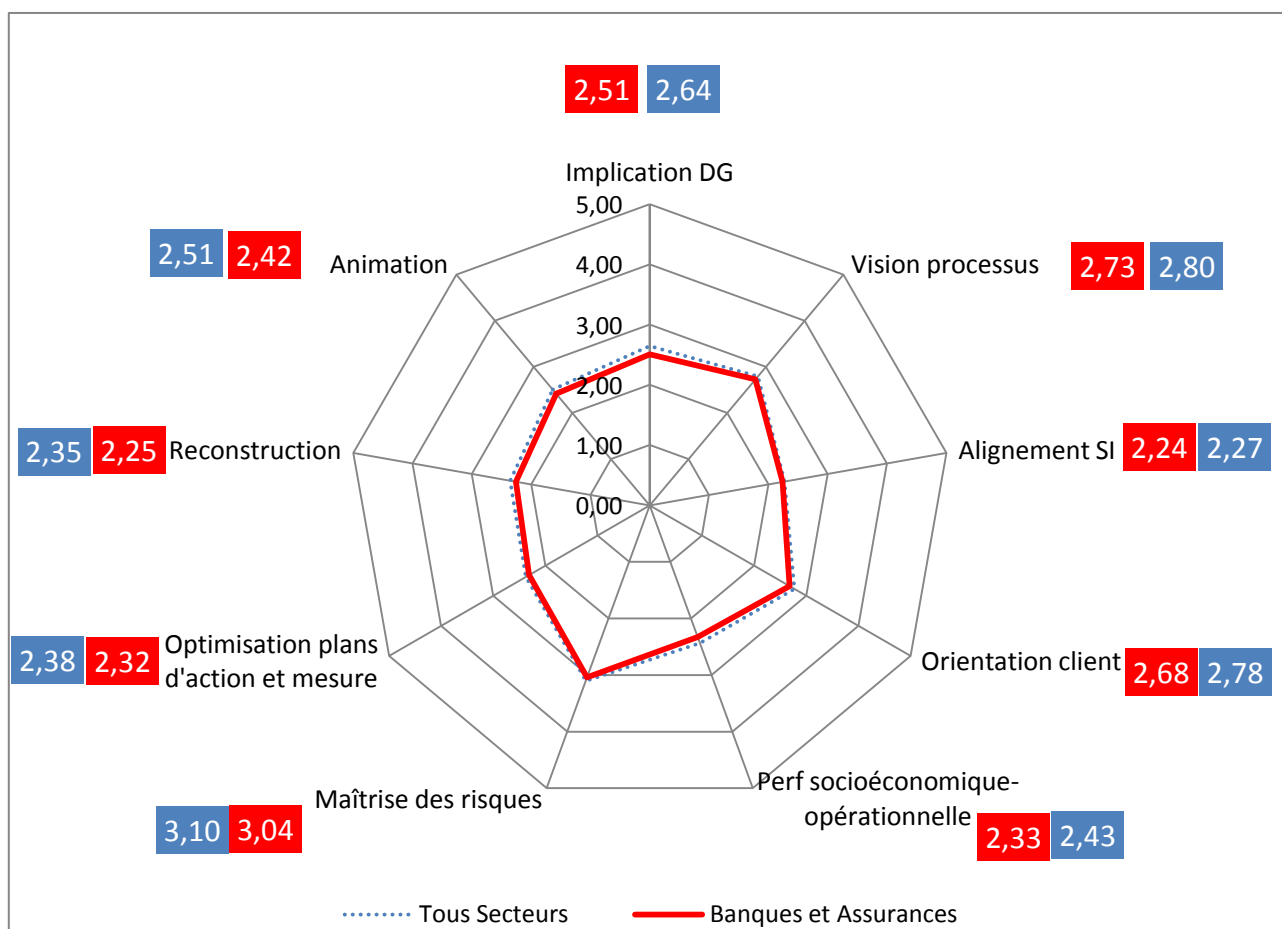 2,51 2,64
Implication DG
5,00
4,00
3,00
2,00
1,00
0,00
2,51 2,42 Animation
Vision processus 2,73 2,80
2,35 2,25 Reconstruction
Alignement SI 2,24 2,27
2,38 2,32 Optimisation plans
d'action et mesure
Orientation client 2,68 2,78
3,10 3,04 Maîtrise des risques
Perf socioéconomique-
opérationnelle 2,33 2,43
Tous Secteurs Banques et Assurances